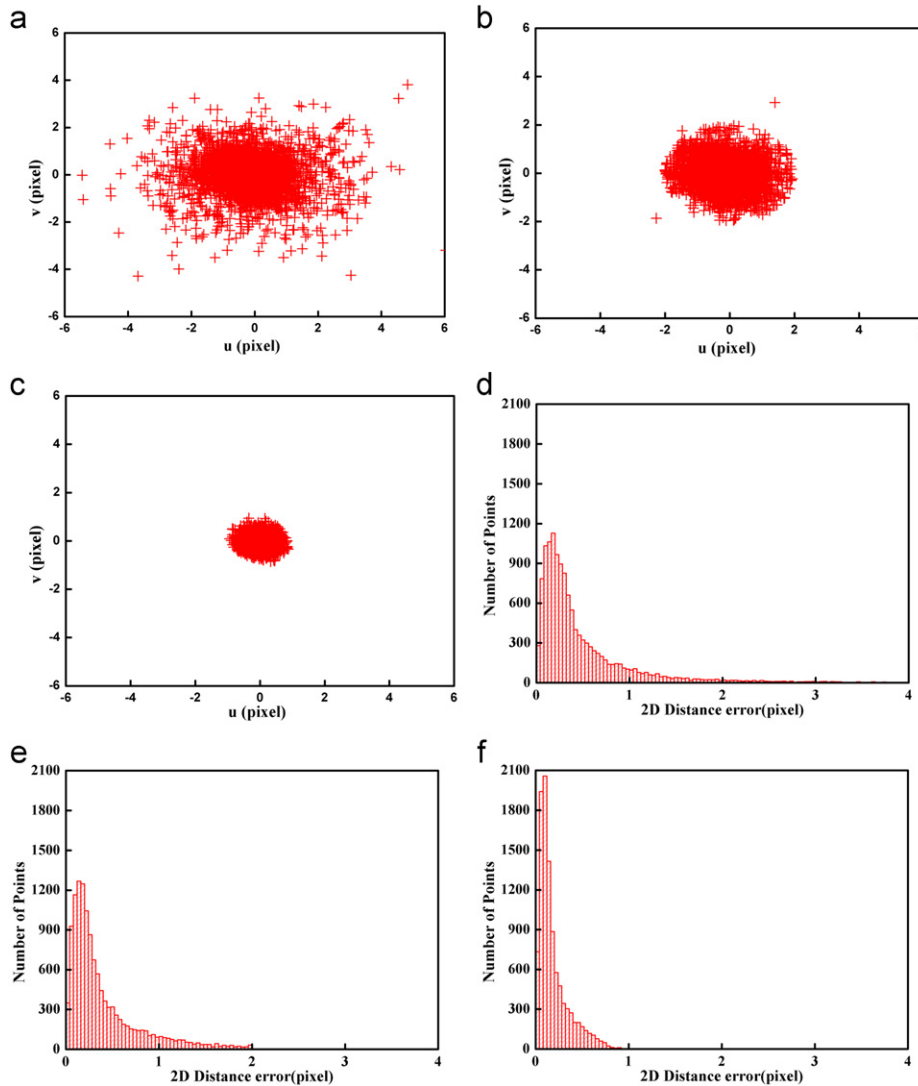 a
b
6
4
2
0
-2
-4
-6
v (pixel)
-6 -4 -2 0 2 4 6
u (pixel)
6
4
2
0
-2
-4
-6
v (pixel)
-6 -4 -2 0 2 4
u (pixel)
c
d
6
4
2
0
-2
-4
-6
v (pixel)
-6 -4 -2 0 2 4 6
u (pixel)
2100
1800
1500
1200
900
600
300
0
Number of Points
0 1 2 3 4
2D Distance error(pixel)
e
f
2100
1800
1500
1200
900
600
300
0
Number of Points
0 1 2 3 4
2D Distance error(pixel)
2100
1800
1500
1200
900
600
300
0
Number of Points
0 1 2 3 4
2D Distance error(pixel)